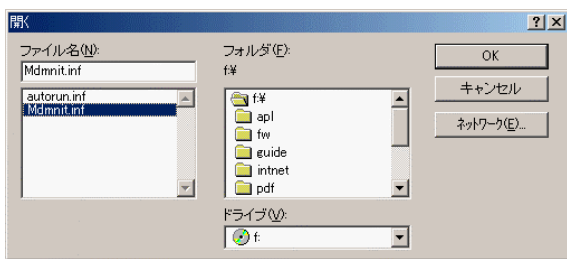 開く
ファイル名(N):
Mdmnit.inf
autorun.inf
Mdmnit.inf
フォルダ(F):
f:¥
f:¥
apl
fw
guide
intnet
pdf
ドライブ(V):
f:
OK
キャンセル
ネットワーク(E)...